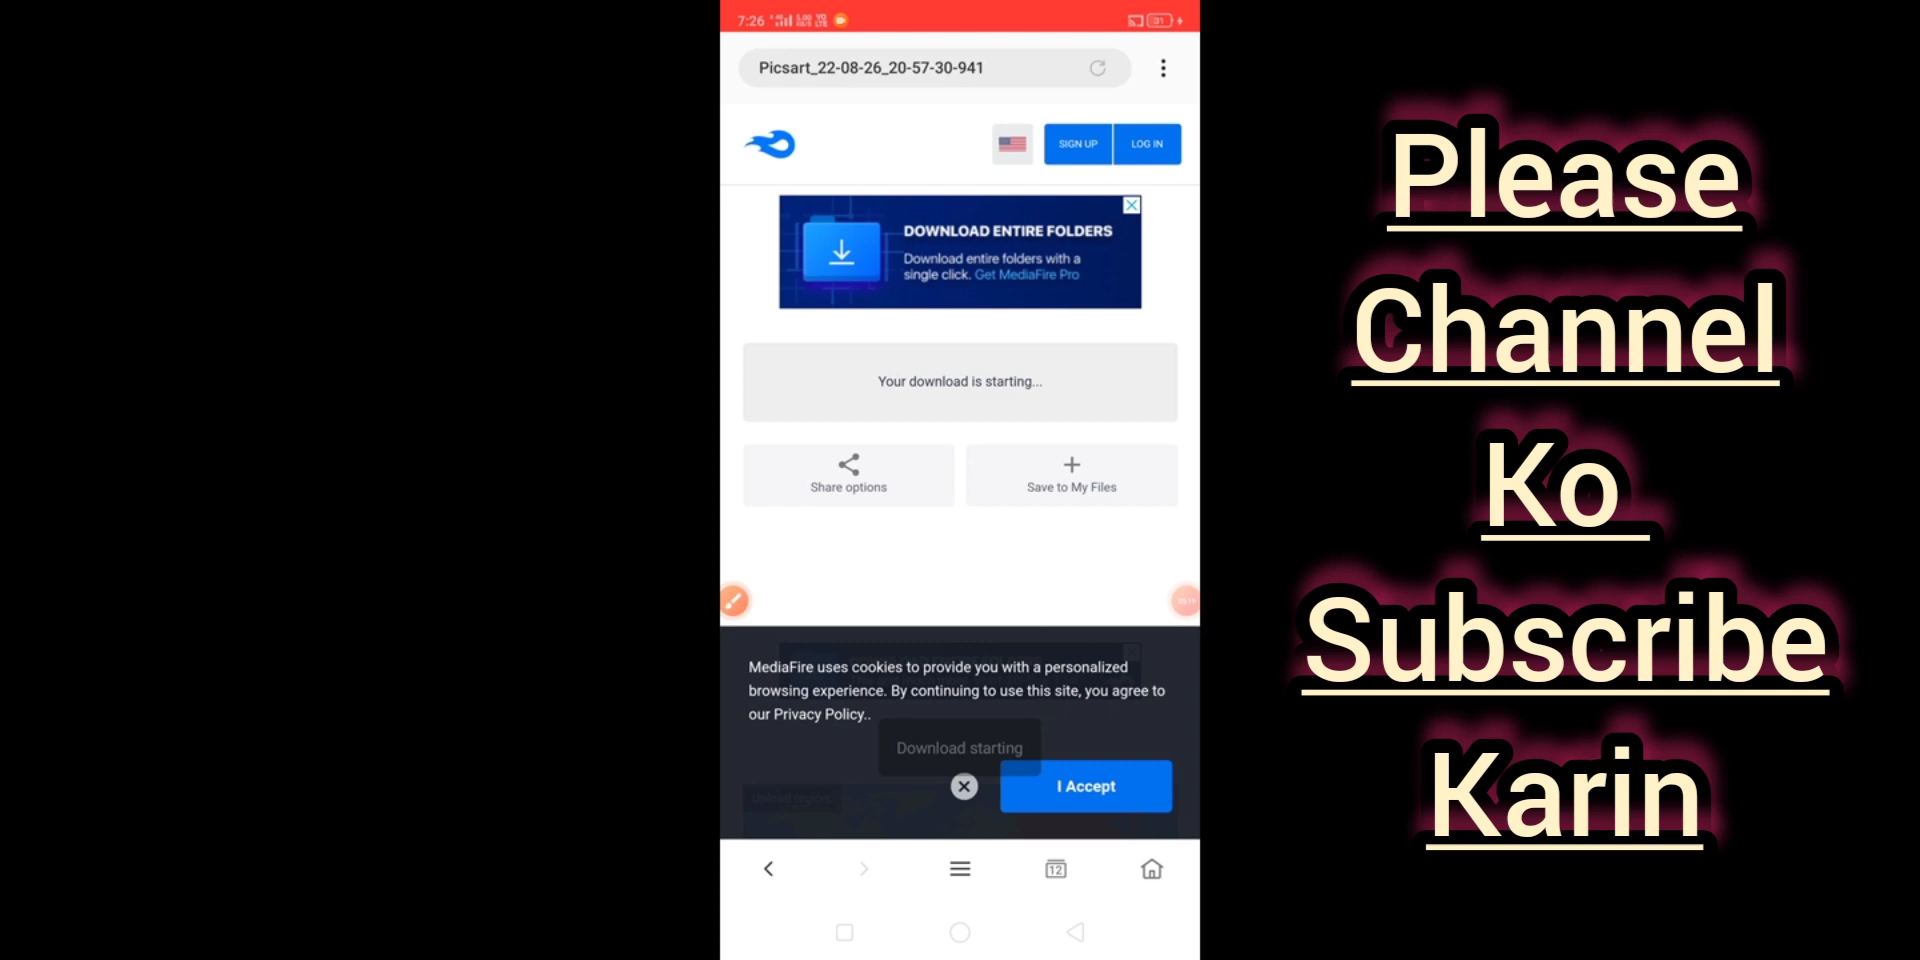 7:26
31
Picsart_22-08-26_20-57-30-941
SIGN UP
LOG IN
DOWNLOAD ENTIRE FOLDERS
Download entire folders with a
single click. Get MediaFire Pro
Your download is starting...
Share options
Save to My Files
MediaFire uses cookies to provide you with a personalized
browsing experience. By continuing to use this site, you agree to
our Privacy Policy..
Download starting
I Accept
12
Please
Channel
Ko
Subscribe
Karin